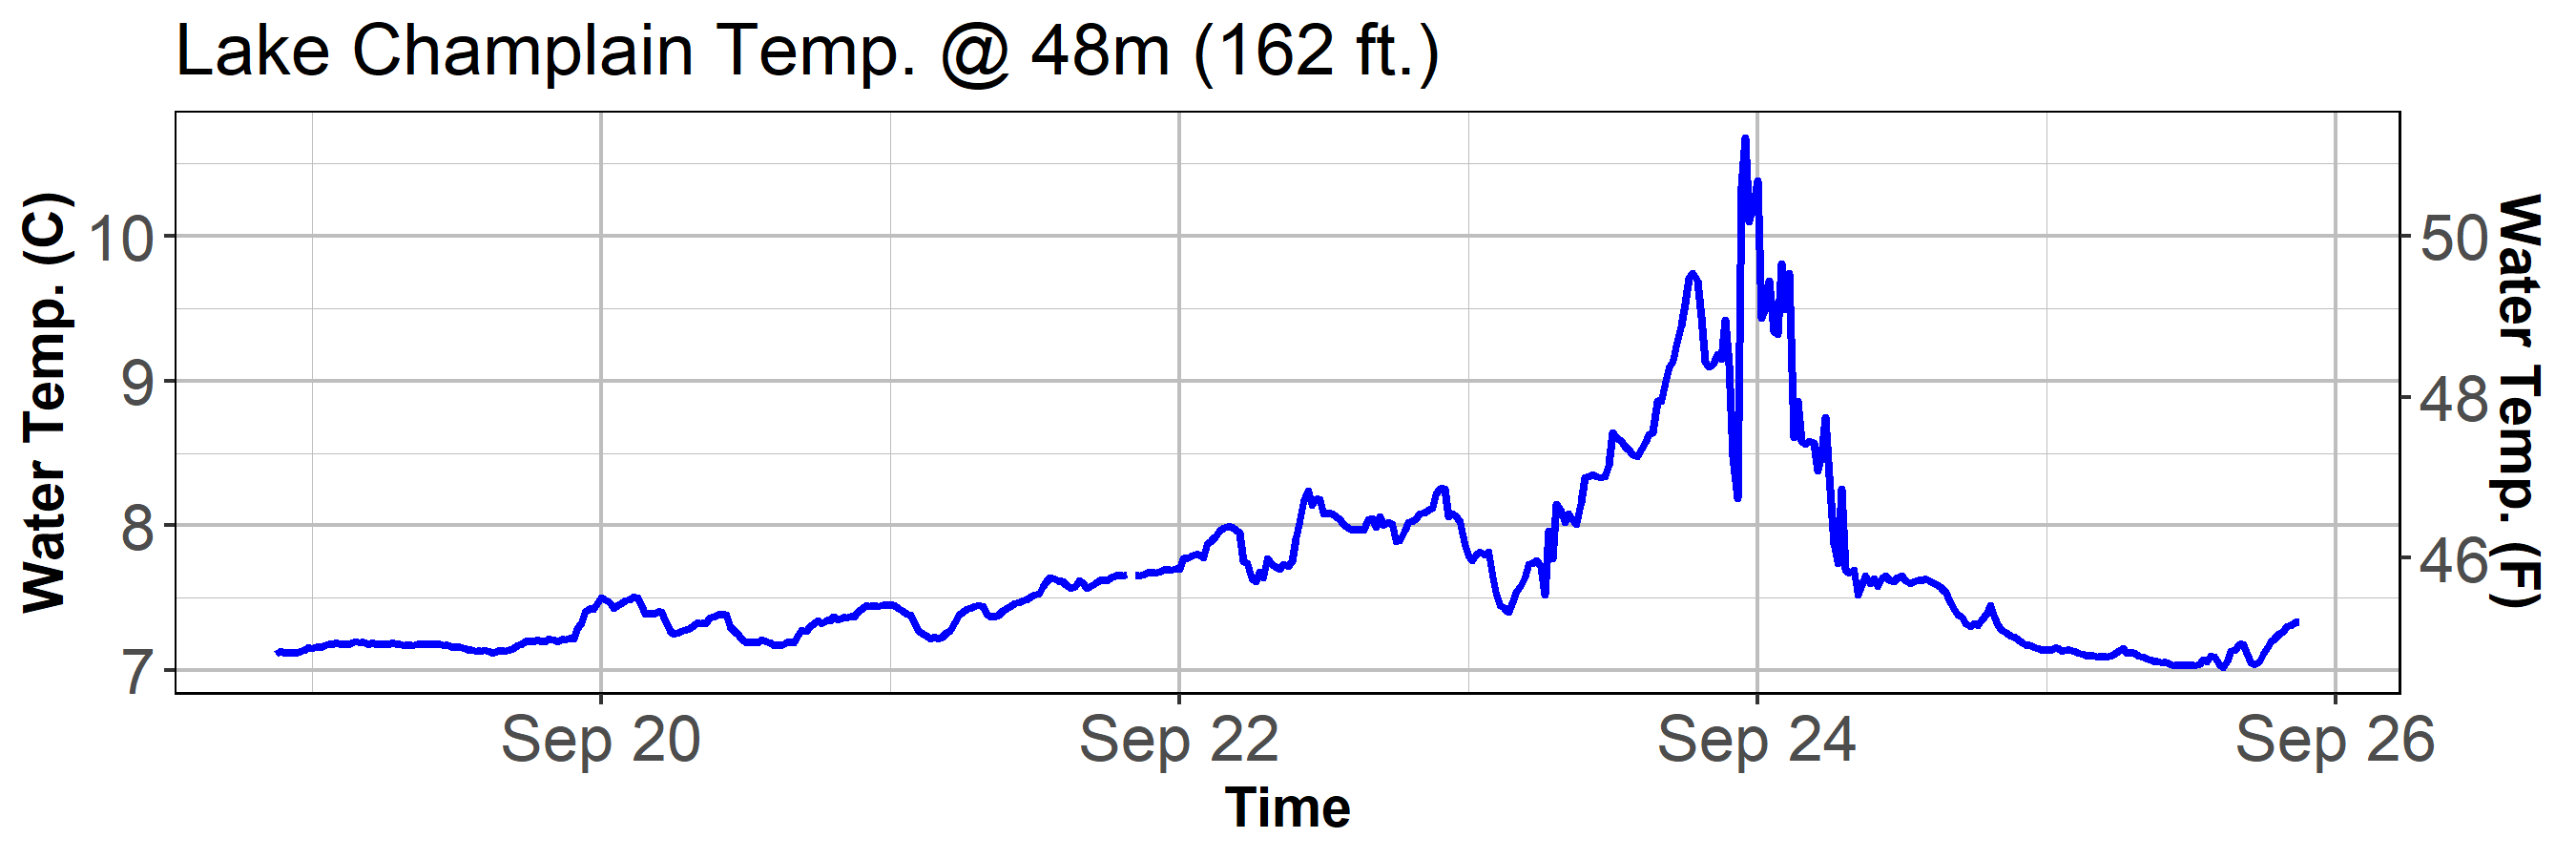 Lake Champlain Temp. @ 48m (162 ft.)
Water Temp. (C)
10
9
8
7
50
48
46
Water Temp. (F)
Sep 20 Sep 22 Sep 24 Sep 26
Time